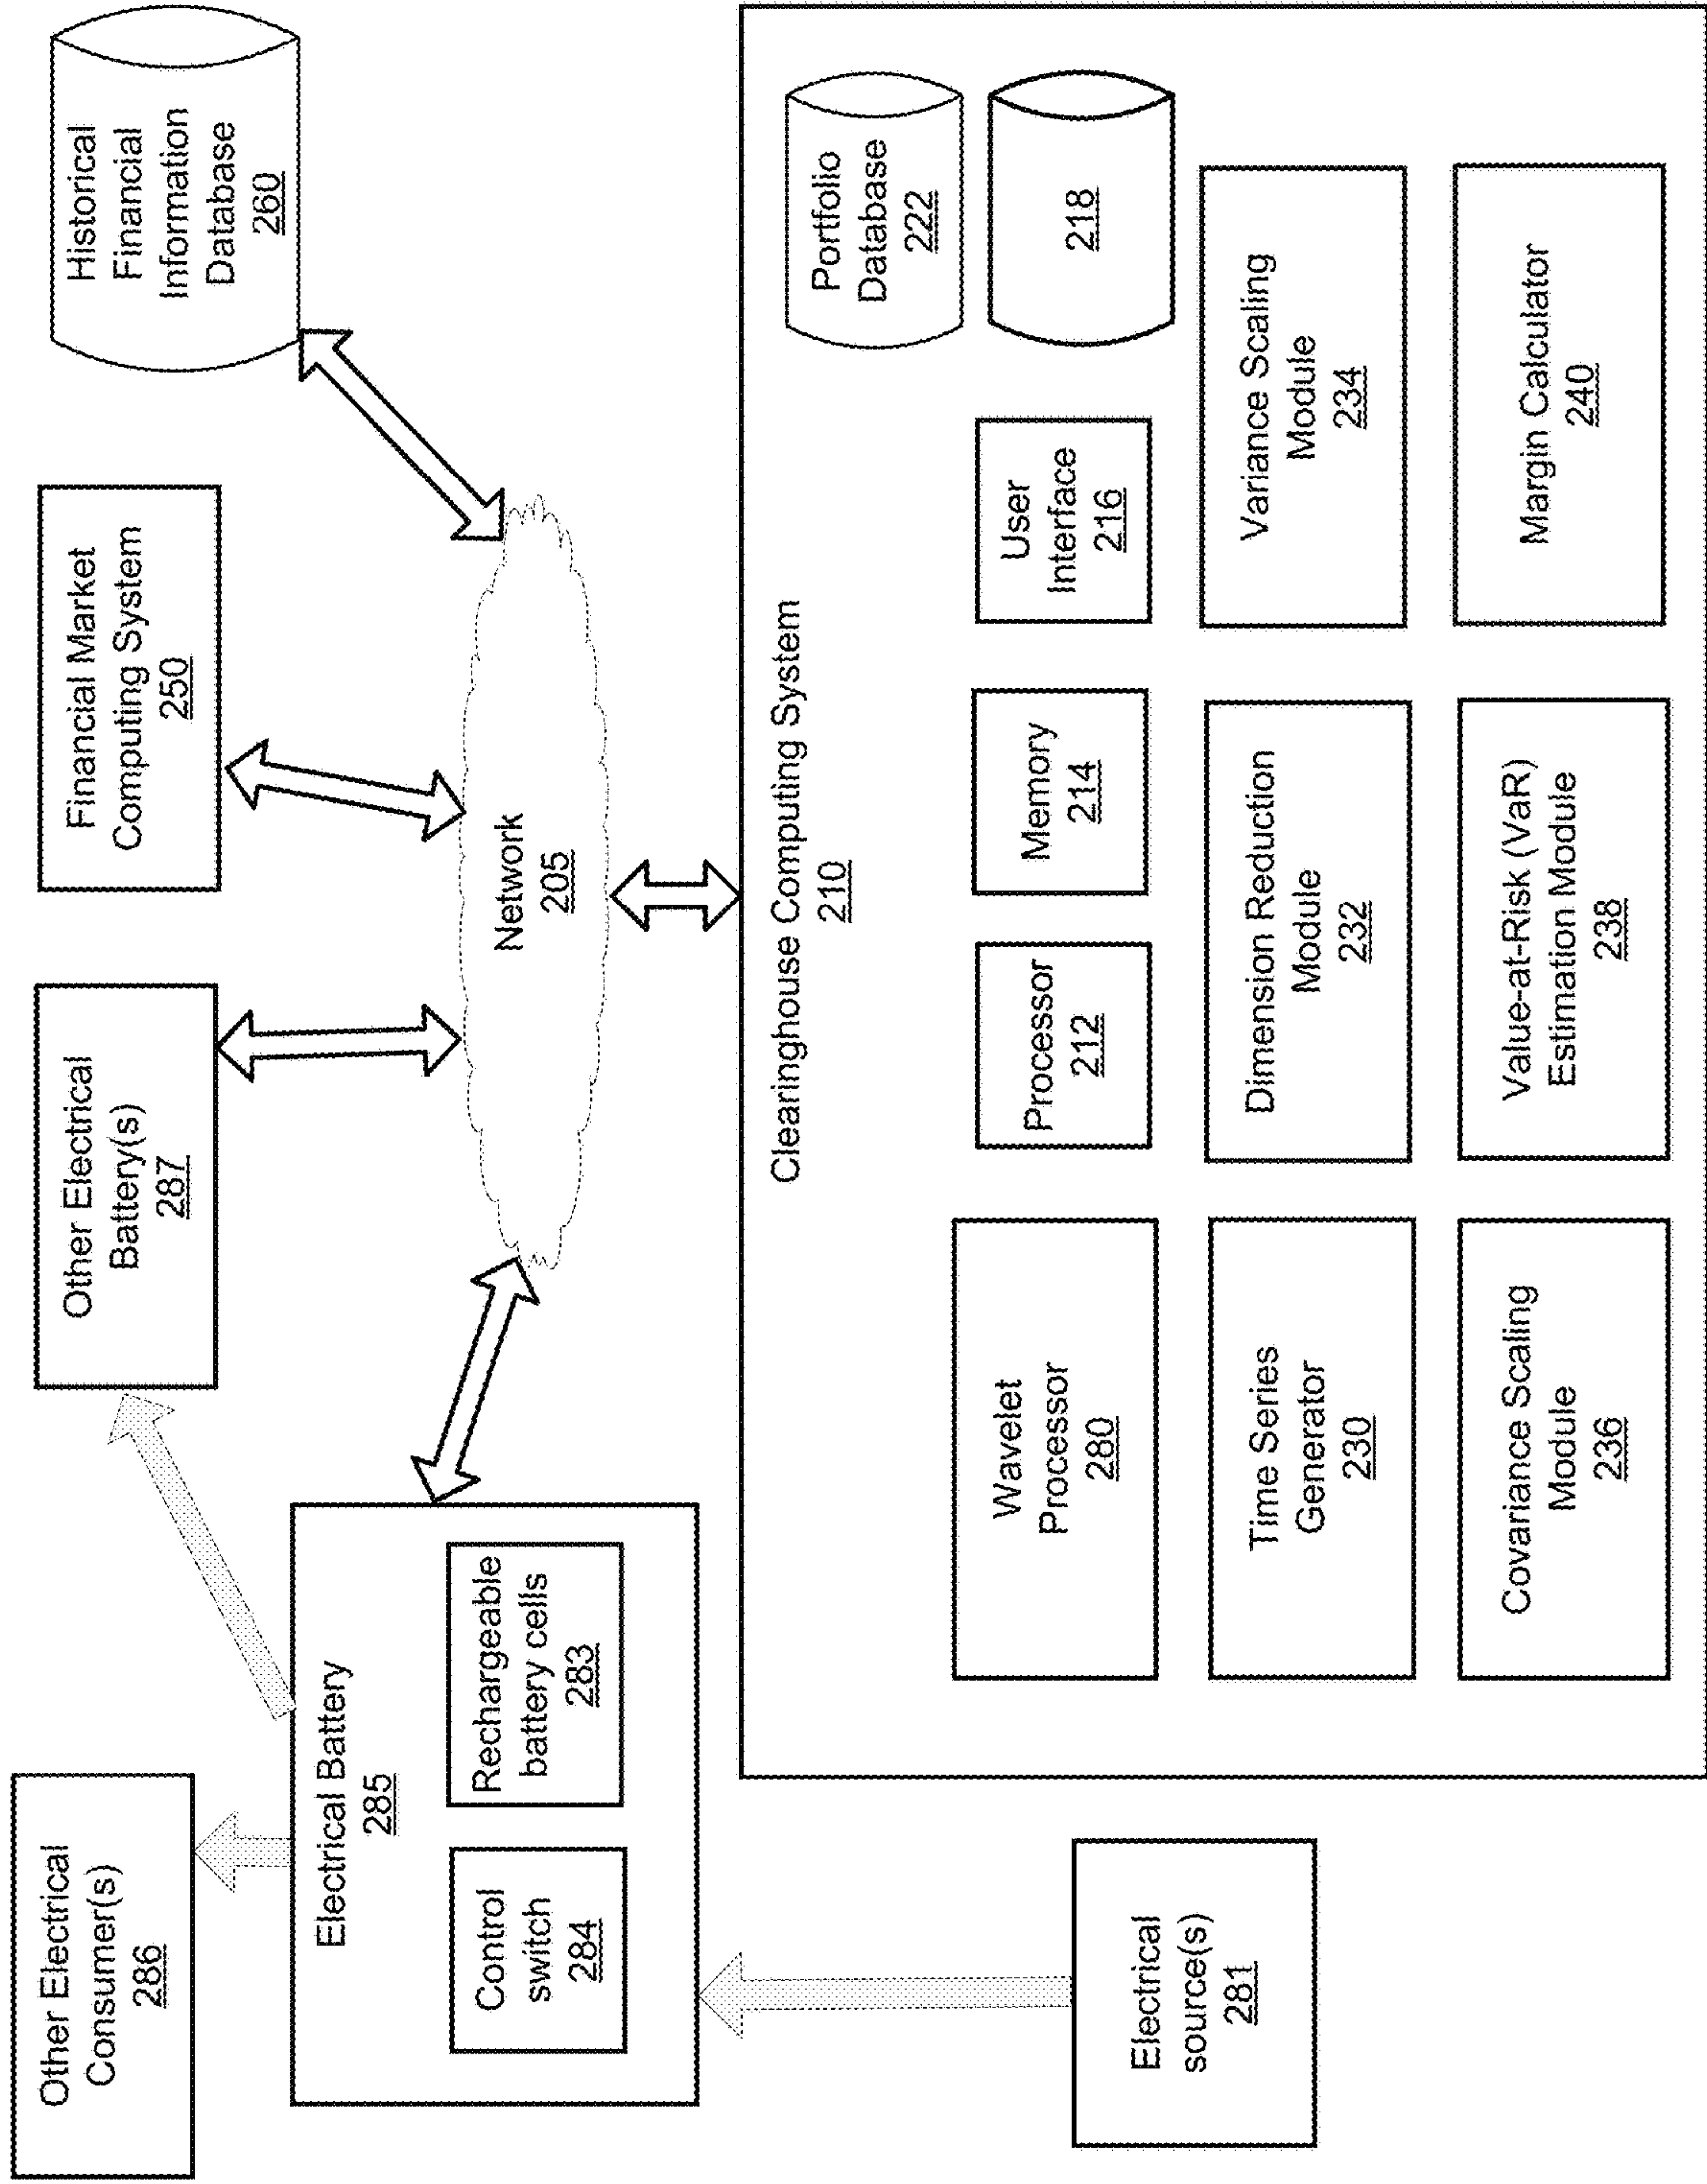 Other Electrical
Consumer(s)
286
Other Electrical
Battery(s)
287
Financial Market
Computing System
250
Historical
Financial
Information
Database
260
Electrical Battery
285
Control
switch
284
Rechargeable
battery cells
283
Network
205
Electrical
source(s)
281
Clearinghouse Computing System
210
Portfolio
Database
222
Wavelet
Processor
280
Processor
212
Memory
214
User
Interface
216
218
Time Series
Generator
230
Dimension Reduction
Module
232
Variance Scaling
Module
234
Covariance Scaling
Module
236
Value-at-Risk (VaR)
Estimation Module
238
Margin Calculator
240